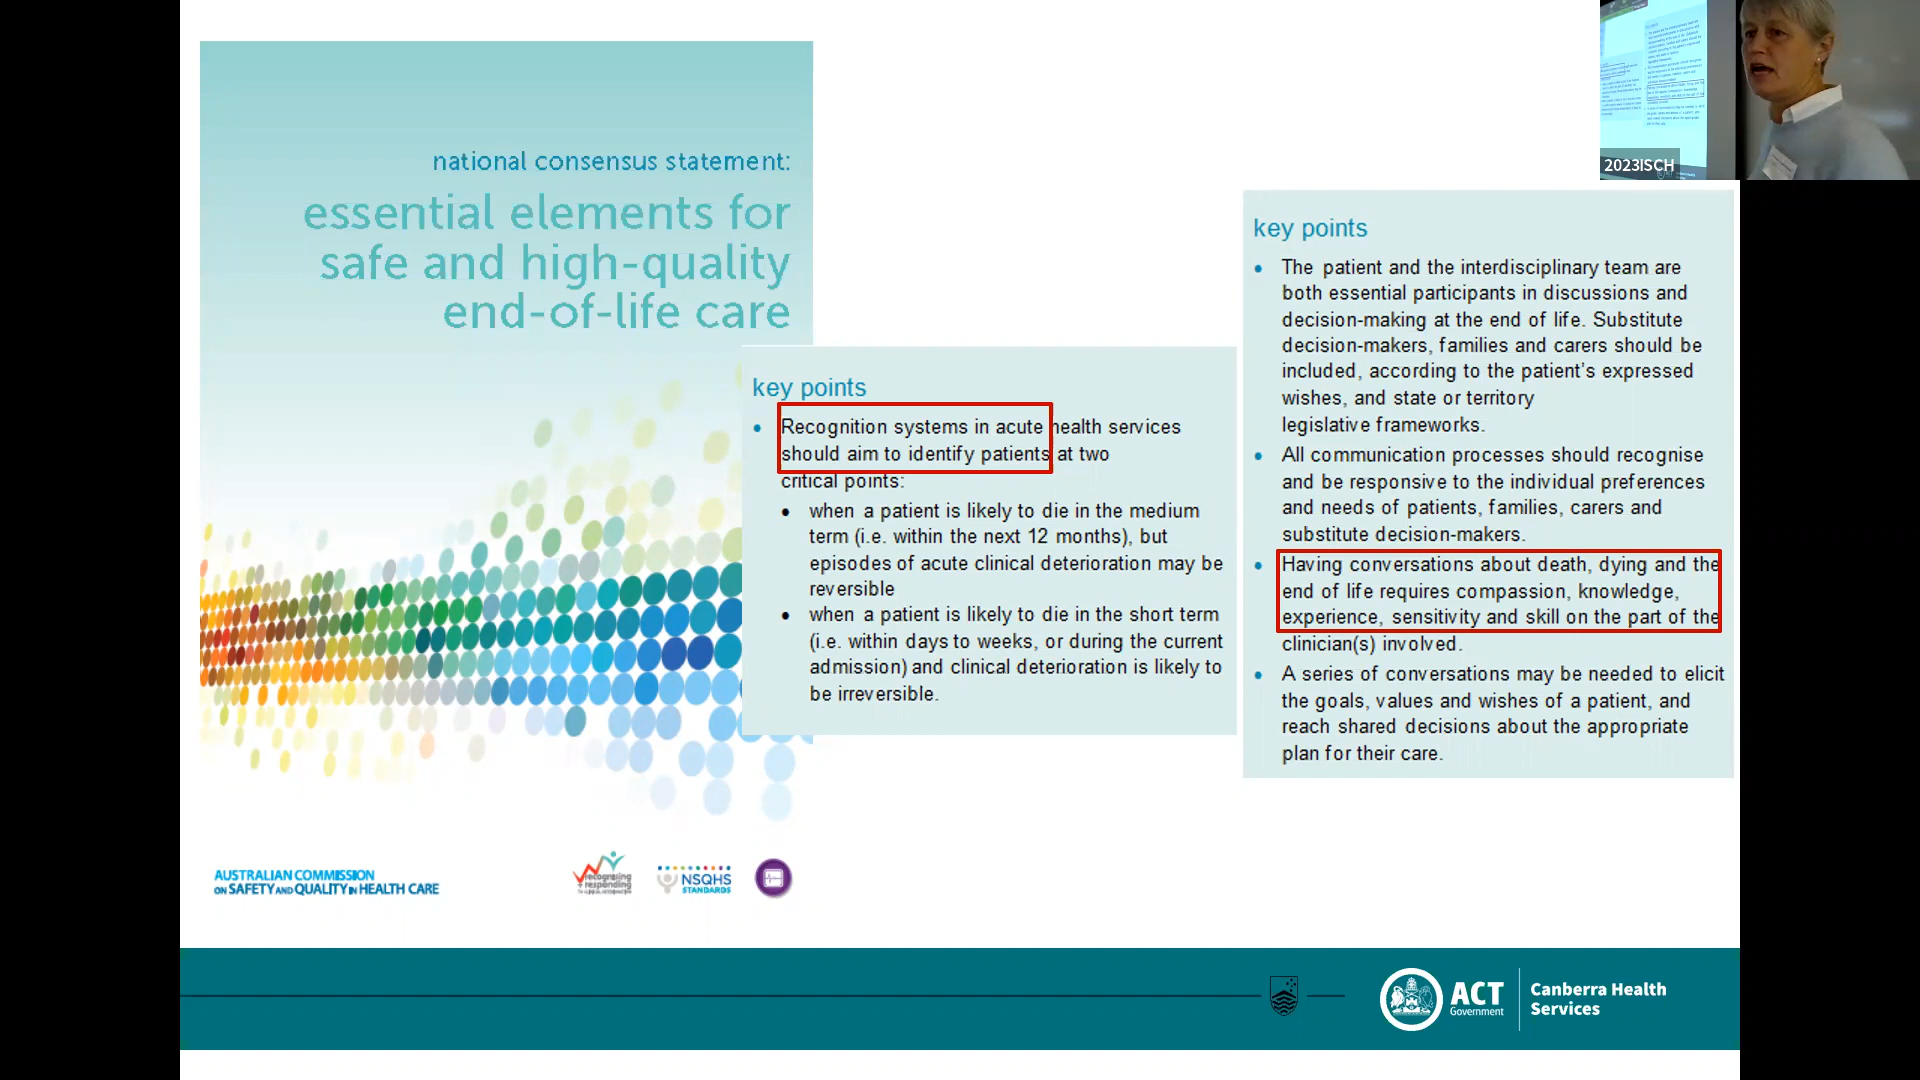 national consensus statement:
essential elements for
safe and high-quality
end-of-life care
key points
• Recognition systems in acute health services
should aim to identify patients at two
critical points:
• when a patient is likely to die in the medium
term (i.e. within the next 12 months), but
episodes of acute clinical deterioration may be
reversible
• when a patient is likely to die in the short term
(i.e. within days to weeks, or during the current
admission) and clinical deterioration is likely to
be irreversible.
key points
• The patient and the interdisciplinary team are
both essential participants in discussions and
decision-making at the end of life. Substitute
decision-makers, families and carers should be
included, according to the patient's expressed
wishes, and state or territory
legislative frameworks.
• All communication processes should recognise
and be responsive to the individual preferences
and needs of patients, families, carers and
substitute decision-makers.
• Having conversations about death, dying and the
end of life requires compassion, knowledge,
experience, sensitivity and skill on the part of the
clinician(s) involved.
• A series of conversations may be needed to elicit
the goals, values and wishes of a patient, and
reach shared decisions about the appropriate
plan for their care.
2023ISCH
AUSTRALIAN COMMISSION
ON SAFETY AND QUALITY IN HEALTH CARE
recognising
responding
NSQHS
STANDARDS
ACT
Government
Canberra Health
Services